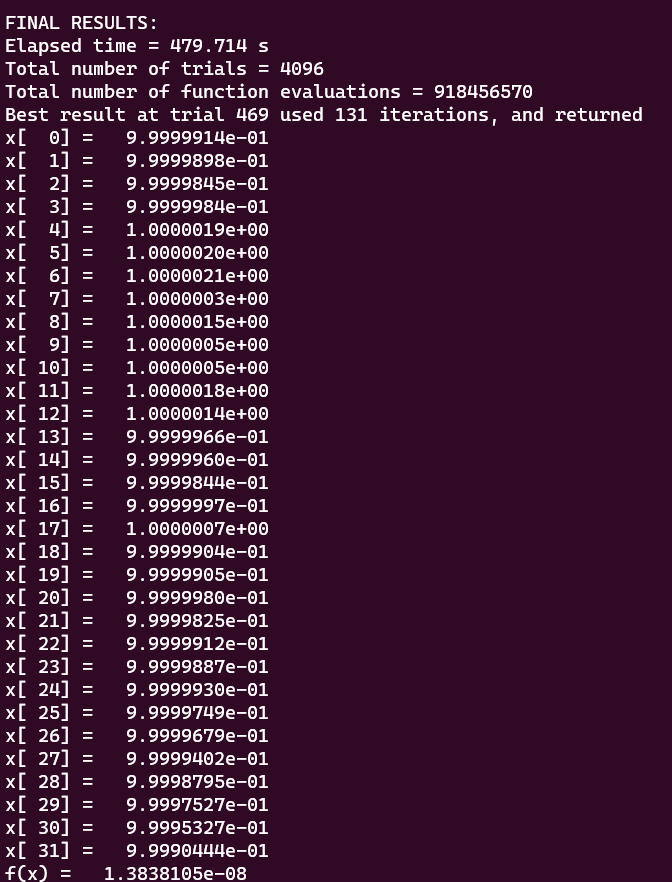 FINAL RESULTS:
Elapsed time = 479.714 s
Total number of trials = 4096
Total number of function evaluations = 918456570
Best result at trial 469 used 131 iterations, and returned
x[  0] =   9.9999914e-01
x[  1] =   9.9999898e-01
x[  2] =   9.9999845e-01
x[  3] =   9.9999984e-01
x[  4] =   1.0000019e+00
x[  5] =   1.0000020e+00
x[  6] =   1.0000021e+00
x[  7] =   1.0000003e+00
x[  8] =   1.0000015e+00
x[  9] =   1.0000005e+00
x[ 10] =   1.0000005e+00
x[ 11] =   1.0000018e+00
x[ 12] =   1.0000014e+00
x[ 13] =   9.9999966e-01
x[ 14] =   9.9999960e-01
x[ 15] =   9.9999844e-01
x[ 16] =   9.9999997e-01
x[ 17] =   1.0000007e+00
x[ 18] =   9.9999904e-01
x[ 19] =   9.9999905e-01
x[ 20] =   9.9999980e-01
x[ 21] =   9.9999825e-01
x[ 22] =   9.9999912e-01
x[ 23] =   9.9999887e-01
x[ 24] =   9.9999930e-01
x[ 25] =   9.9999749e-01
x[ 26] =   9.9999679e-01
x[ 27] =   9.9999402e-01
x[ 28] =   9.9998795e-01
x[ 29] =   9.9997527e-01
x[ 30] =   9.9995327e-01
x[ 31] =   9.9990444e-01
f(x) =   1.3838105e-08